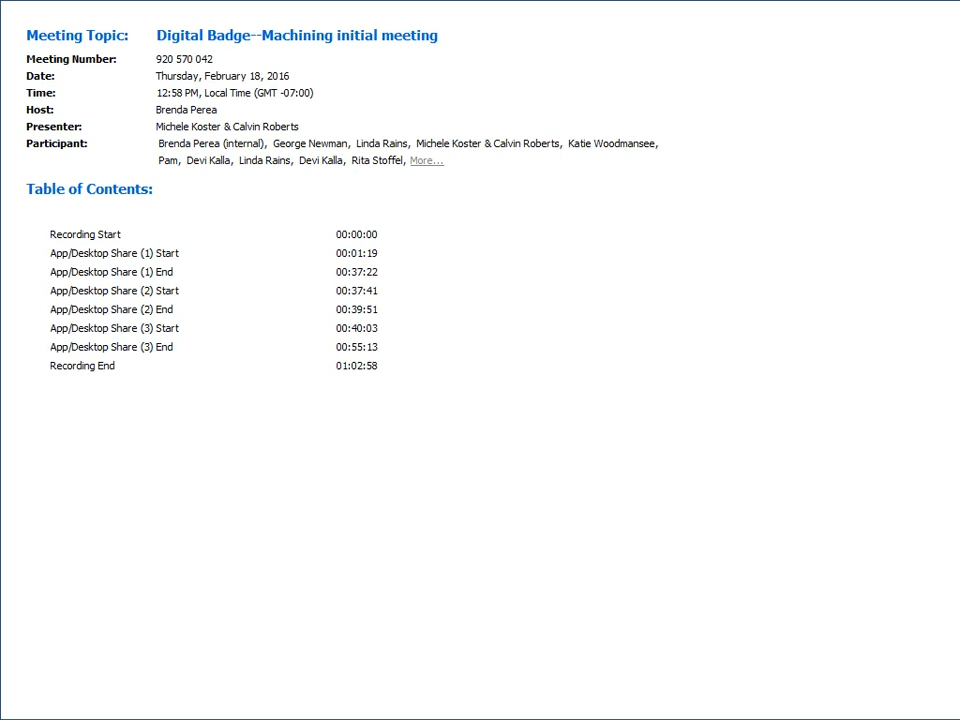 Meeting Topic: Digital Badge--Machining initial meeting
Meeting Number: 920 570 042
Date: Thursday, February 18, 2016
Time: 12:58 PM, Local Time (GMT -07:00)
Host: Brenda Perea
Presenter: Michele Koster & Calvin Roberts
Participant: Brenda Perea (internal), George Newman, Linda Rains, Michele Koster & Calvin Roberts, Katie Woodmansee,
Pam, Devi Kalla, Linda Rains, Devi Kalla, Rita Stoffel, More...
Table of Contents:
Recording Start 00:00:00
App/Desktop Share (1) Start 00:01:19
App/Desktop Share (1) End 00:37:22
App/Desktop Share (2) Start 00:37:41
App/Desktop Share (2) End 00:39:51
App/Desktop Share (3) Start 00:40:03
App/Desktop Share (3) End 00:55:13
Recording End 01:02:58